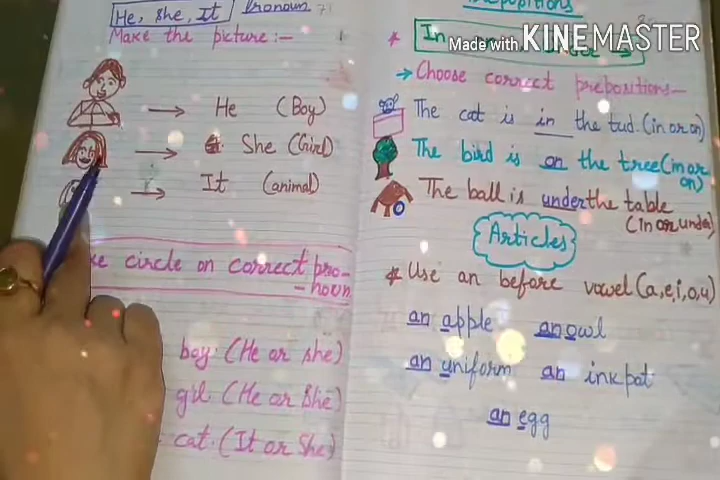 He, she, It Pronoun
Make the picture:-
He (Boy)
She (Girl)
It (animal)
ke circle on correct pro-
-noun
boy. (He or she)
girl. (He or She)
cat. (It or She)
In
Made with KINEMASTER
Choose correct prepositions-
The cat is in the tud. (in or on)
The bird is on the tree (in or
on)
The ball is under the table
(in or under)
Articles
* Use an before vowel (a,e,i,o,u)
an apple an owl
an uniform an inkpot
an egg